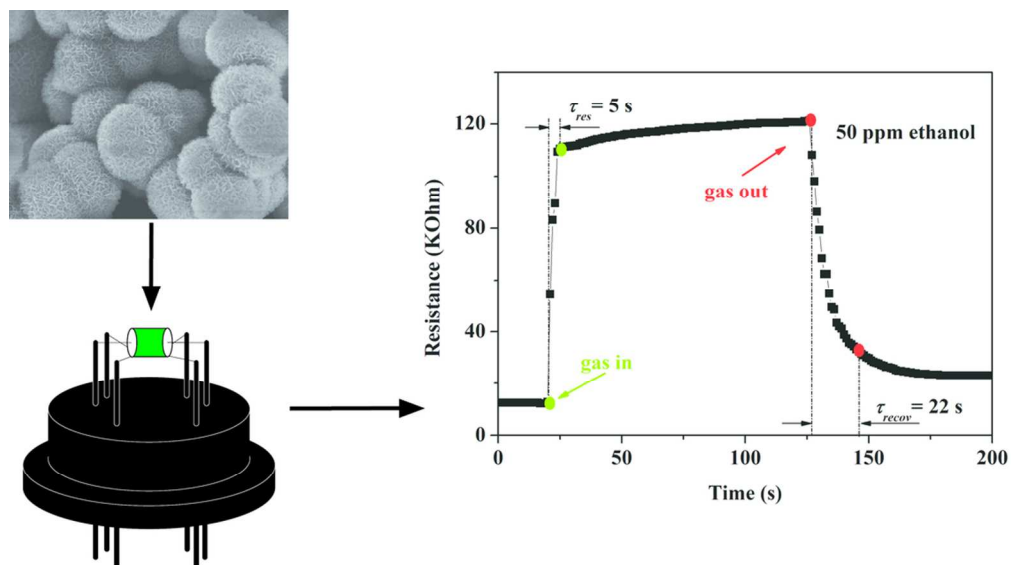 120
80
40
0
Resistance (KOhm)
τres = 5 s
50 ppm ethanol
gas out
gas in
τrecov = 22 s
0
50
100
150
200
Time (s)